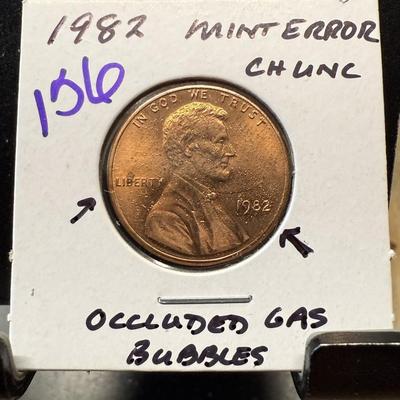 1982 MINT ERROR
CH UNC
156
IN GOD WE TRUST
LIBERTY
1982
OCCLUDED GAS
BUBBLES